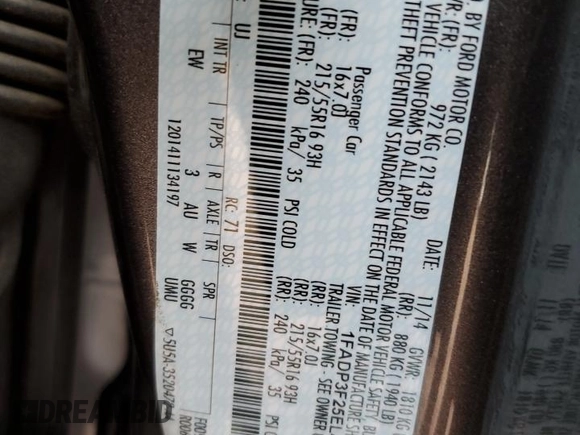 D. BY FORD MOTOR CO.
DATE: 11/14 GVWR: 1810 KG
VWR: (FR): 972 KG ( 2143 LB) (RR): 880 KG ( 1940 LB)
VEHICLE CONFORMS TO ALL APPLICABLE FEDERAL MOTOR VEHICLE SAFETY, B
THEFT PREVENTION STANDARDS IN EFFECT ON THE DATE OF MANUFACTURE
VIN: 1FADP3F25EL
Passenger Car TRAILER TOWING - SEE OWNER
(FR): 16x7.0J (RR): 16x7.0J
(FR): 215/55R16 93H (RR): 215/55R16 93H
URE (FR): 240 kPa/ 35 PSI COLD (RR): 240 kPa/ 35 PSI C
UJ RC: 71 DSO:
INT TR TP/PS R AXLE TR SPR
EW 3 AU W GGGG
1201411134197 UMU
DREAMBID